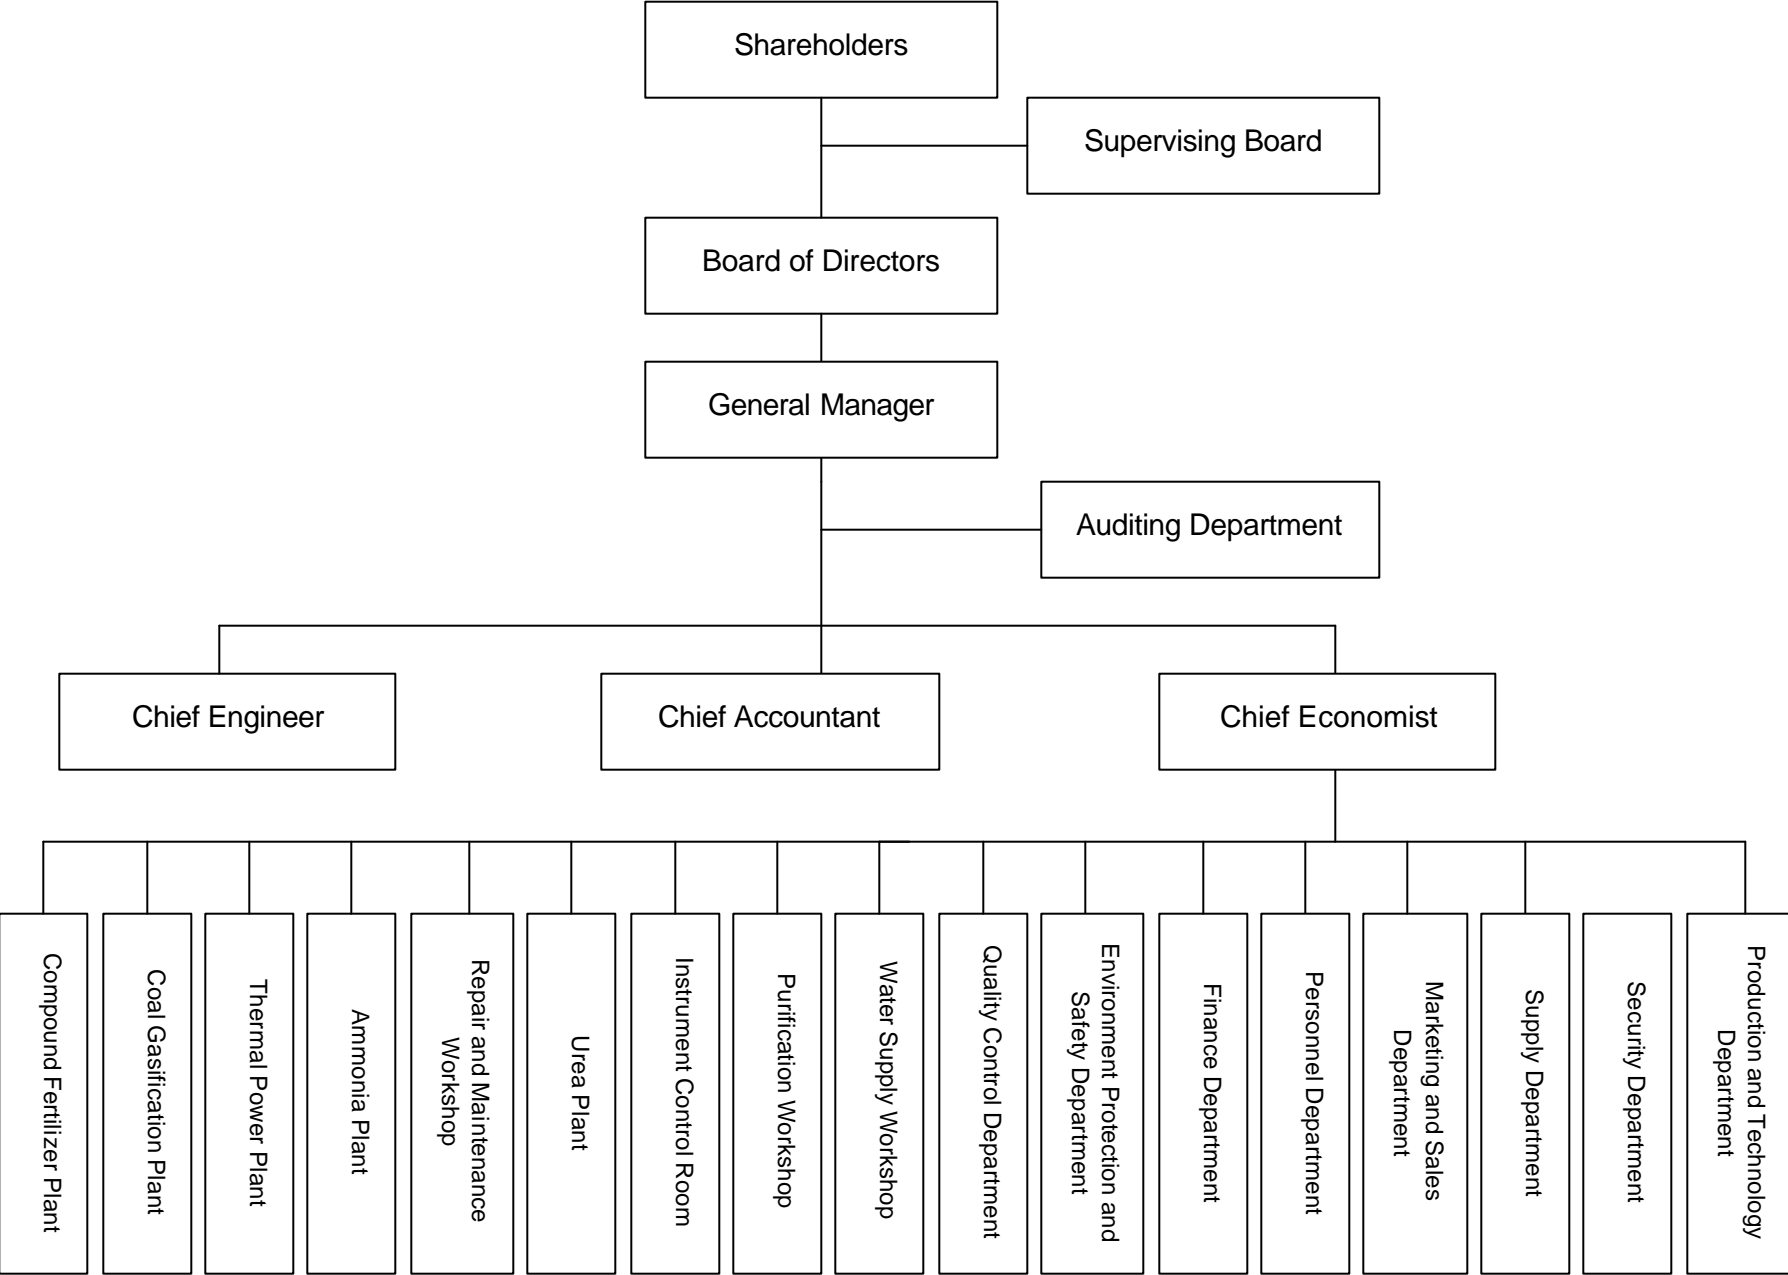 Shareholders
Supervising Board
Board of Directors
General Manager
Auditing Department
Chief Engineer
Chief Accountant
Chief Economist
Compound Fertilizer Plant
Coal Gasification Plant
Thermal Power Plant
Ammonia Plant
Repair and Maintenance
Workshop
Urea Plant
Instrument Control Room
Purification Workshop
Water Supply Workshop
Quality Control Department
Environment Protection and
Safety Department
Finance Department
Personnel Department
Marketing and Sales
Department
Supply Department
Security Department
Production and Technology
Department